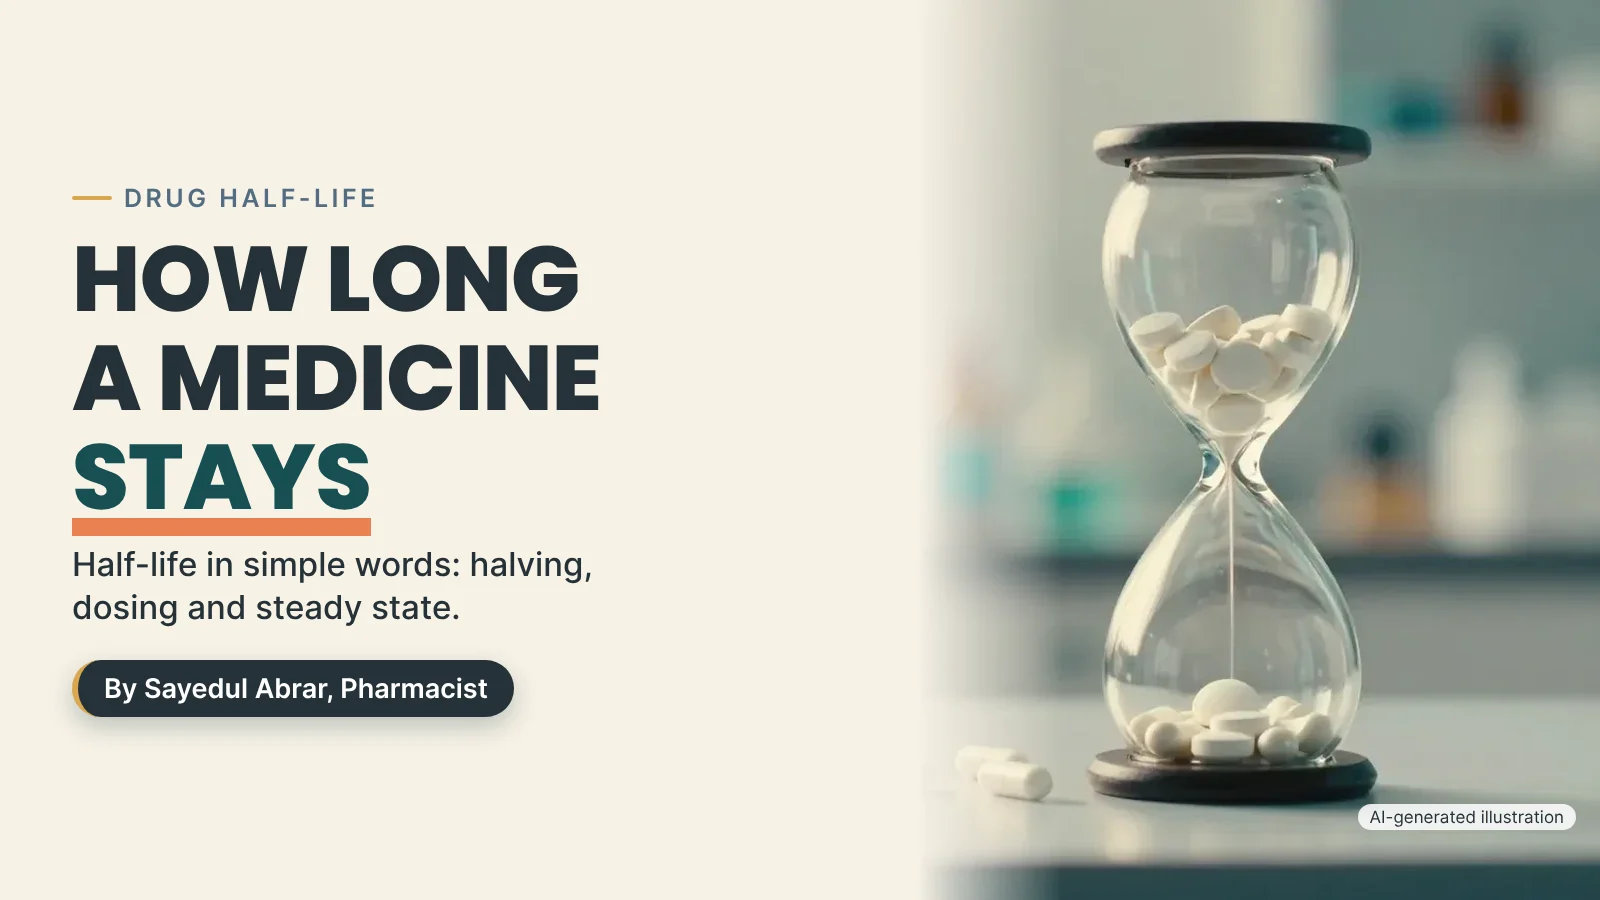 DRUG HALF-LIFE
HOW LONG
A MEDICINE
STAYS
Half-life in simple words: halving,
dosing and steady state.
By Sayedul Abrar, Pharmacist
AI-generated illustration